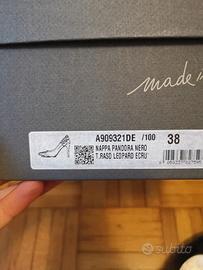 made in
A909321DE /100 38
NAPPA PANDORA NERO
T.RASO LEOPARD ECRU'
subito